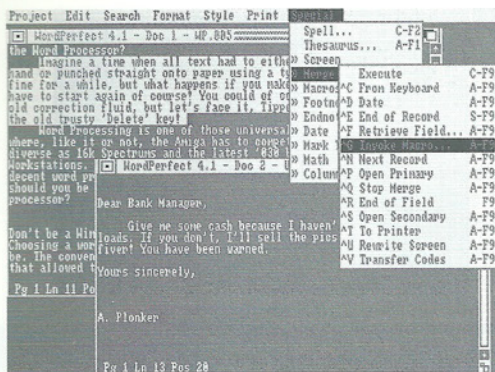 Project Edit Search Format Style Print Special
WordPerfect 4.1 - Doc 1 - WP.005
the Word Processor?
Imagine a time when all text had to eithe
hand or punched straight onto paper using a ty
fine for a while, but what happens if you make
have to start again of course! You could of co
old correction fluid, but let's face it, Tippe
the old trusty 'Delete' key!
Word Processing is one of those universal
where, like it or not, the Amiga has to compet
diverse as 16k Spectrums and the latest '030
workstations.
decent word pr
should you be
processor?
Don't be a Win
Choosing a wor
be. The conven
that allowed t
Pg 1 Ln 11 Po
Spell... C-F2
Thesaurus... A-F1
» Screen
» Merge
» Macros
» Footno
» Endnot
» Date
» Mark T
» Math
» Column
Execute C-F9
^C From Keyboard A-F9
^D Date A-F9
^E End of Record S-F9
^F Retrieve Field... A-F9
^G Invoke Macro... A-F9
^N Next Record A-F9
^P Open Primary A-F9
^Q Stop Merge A-F9
^R End of Field F9
^S Open Secondary A-F9
^T To Printer A-F9
^U Rewrite Screen A-F9
^V Transfer Codes A-F9
WordPerfect 4.1 - Doc 2 - U
Dear Bank Manager,
Give me some cash because I haven'
loads. If you don't, I'll sell the pics
fiver! You have been warned.
Yours sincerely,
A. Plonker
Pg 1 Ln 13 Pos 20